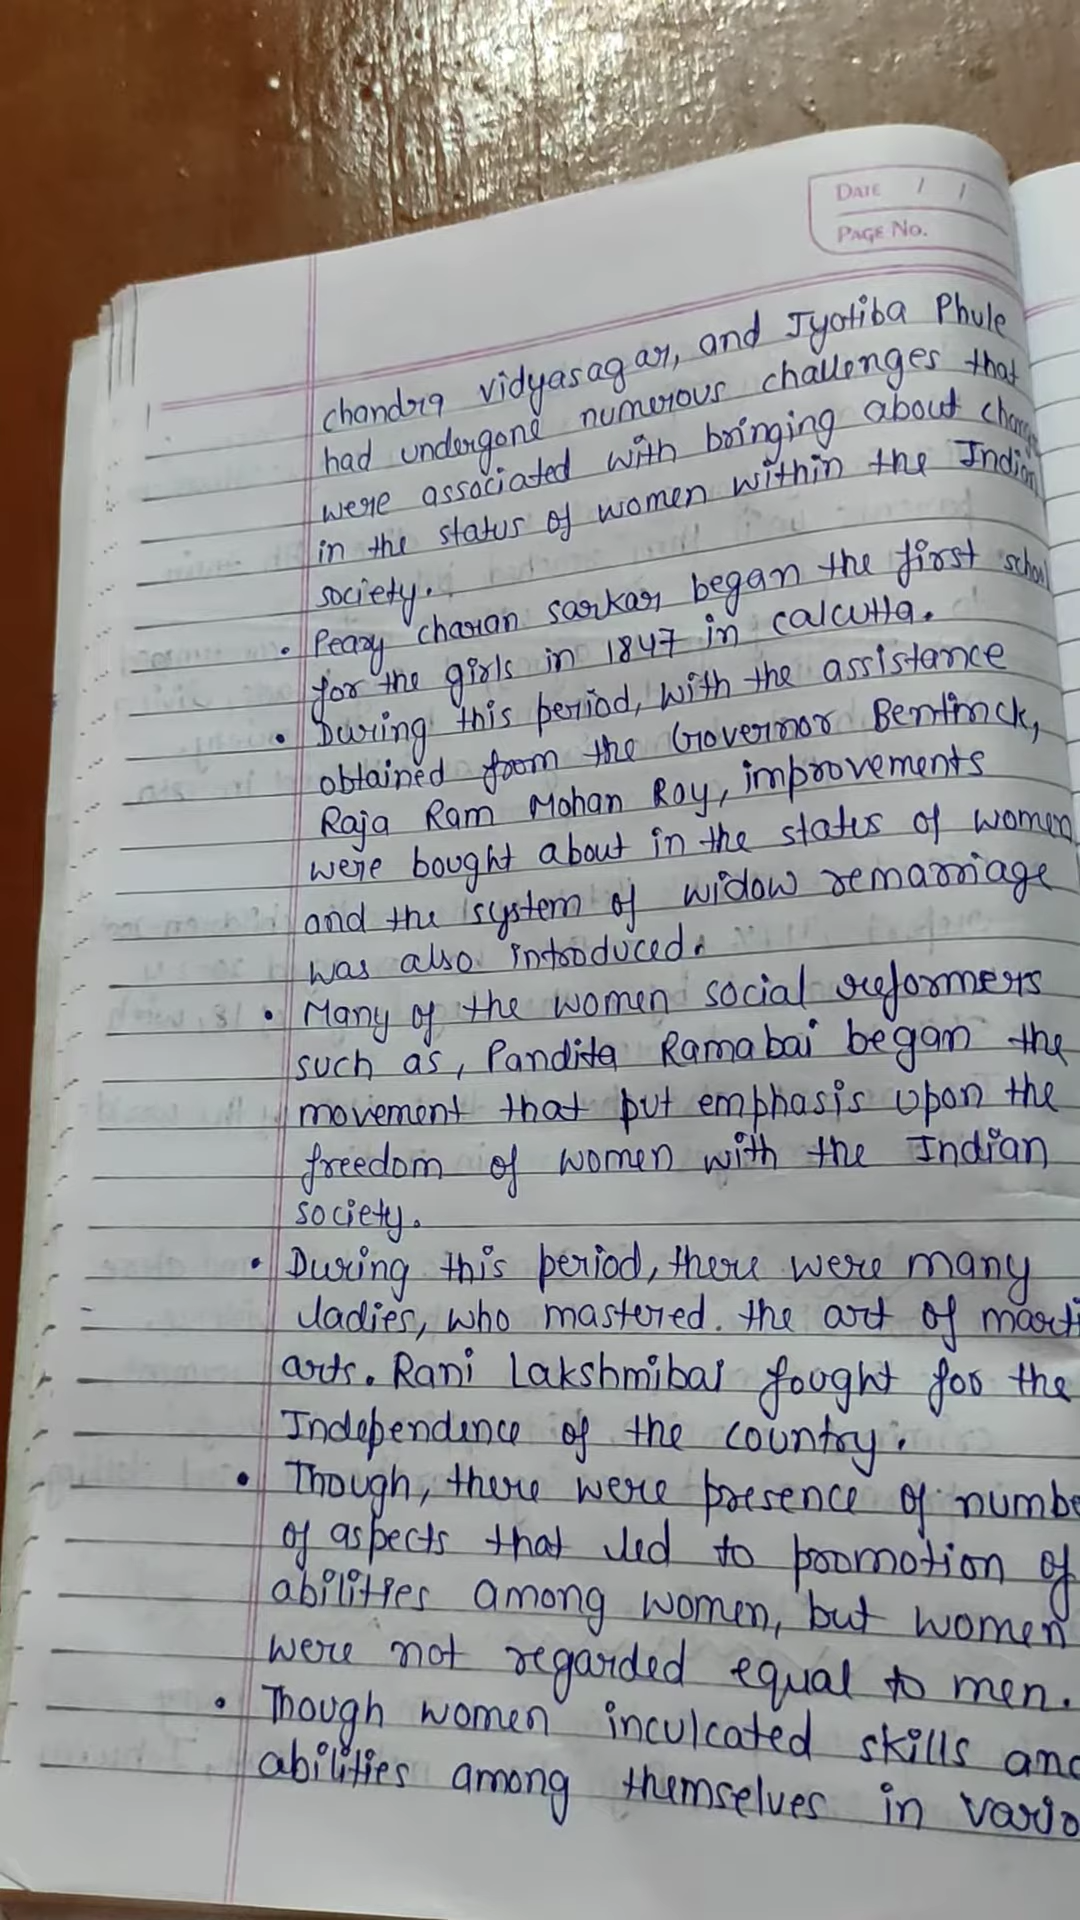 DATE / /
PAGE No.
chandra vidyasagar, and Jyotiba Phule
had undergone numerous challenges that
were associated with bringing about
in the status of women within the Indian
society.
• Peary charan sarkar began the first school
for the girls in 1847 in calcutta.
• During this period, with the assistance
obtained from the Governor Bentinck,
Raja Ram Mohan Roy, improvements
were bought about in the status of women
and the system of widow remarriage
was also introduced.
• Many of the women social reformers
such as, Pandita Ramabai began the
movement that put emphasis upon the
freedom of women with the Indian
society.
• During this period, there were many
ladies, who mastered. the art of marti
arts. Rani Lakshmibai fought for the
Independence of the country.
• Though, there were presence of numbe
of aspects that led to promotion of
abilities among women, but women
were not regarded equal to men.
• Though women inculcated skills and
abilities among themselves in vario